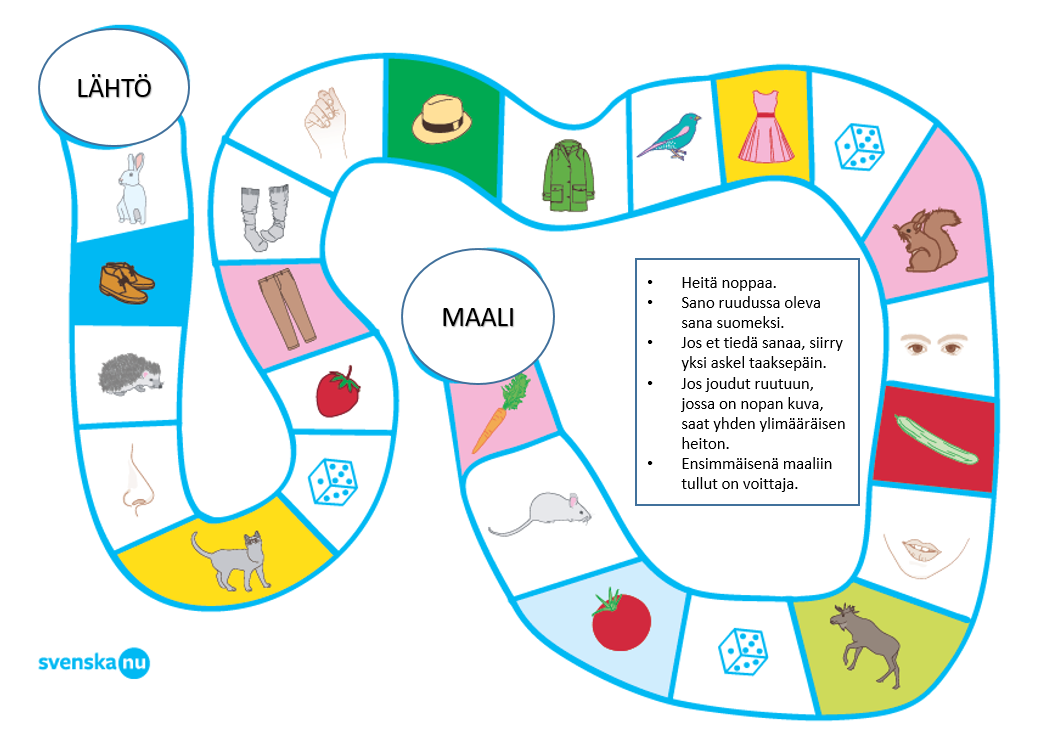 LÄHTÖ
MAALI
• Heitä noppaa.
• Sano ruudussa oleva
sana suomeksi.
• Jos et tiedä sanaa, siirry
yksi askel taaksepäin.
• Jos joudut ruutuun,
jossa on nopan kuva,
saat yhden ylimääräisen
heiton.
• Ensimmäisenä maaliin
tullut on voittaja.
svenska nu